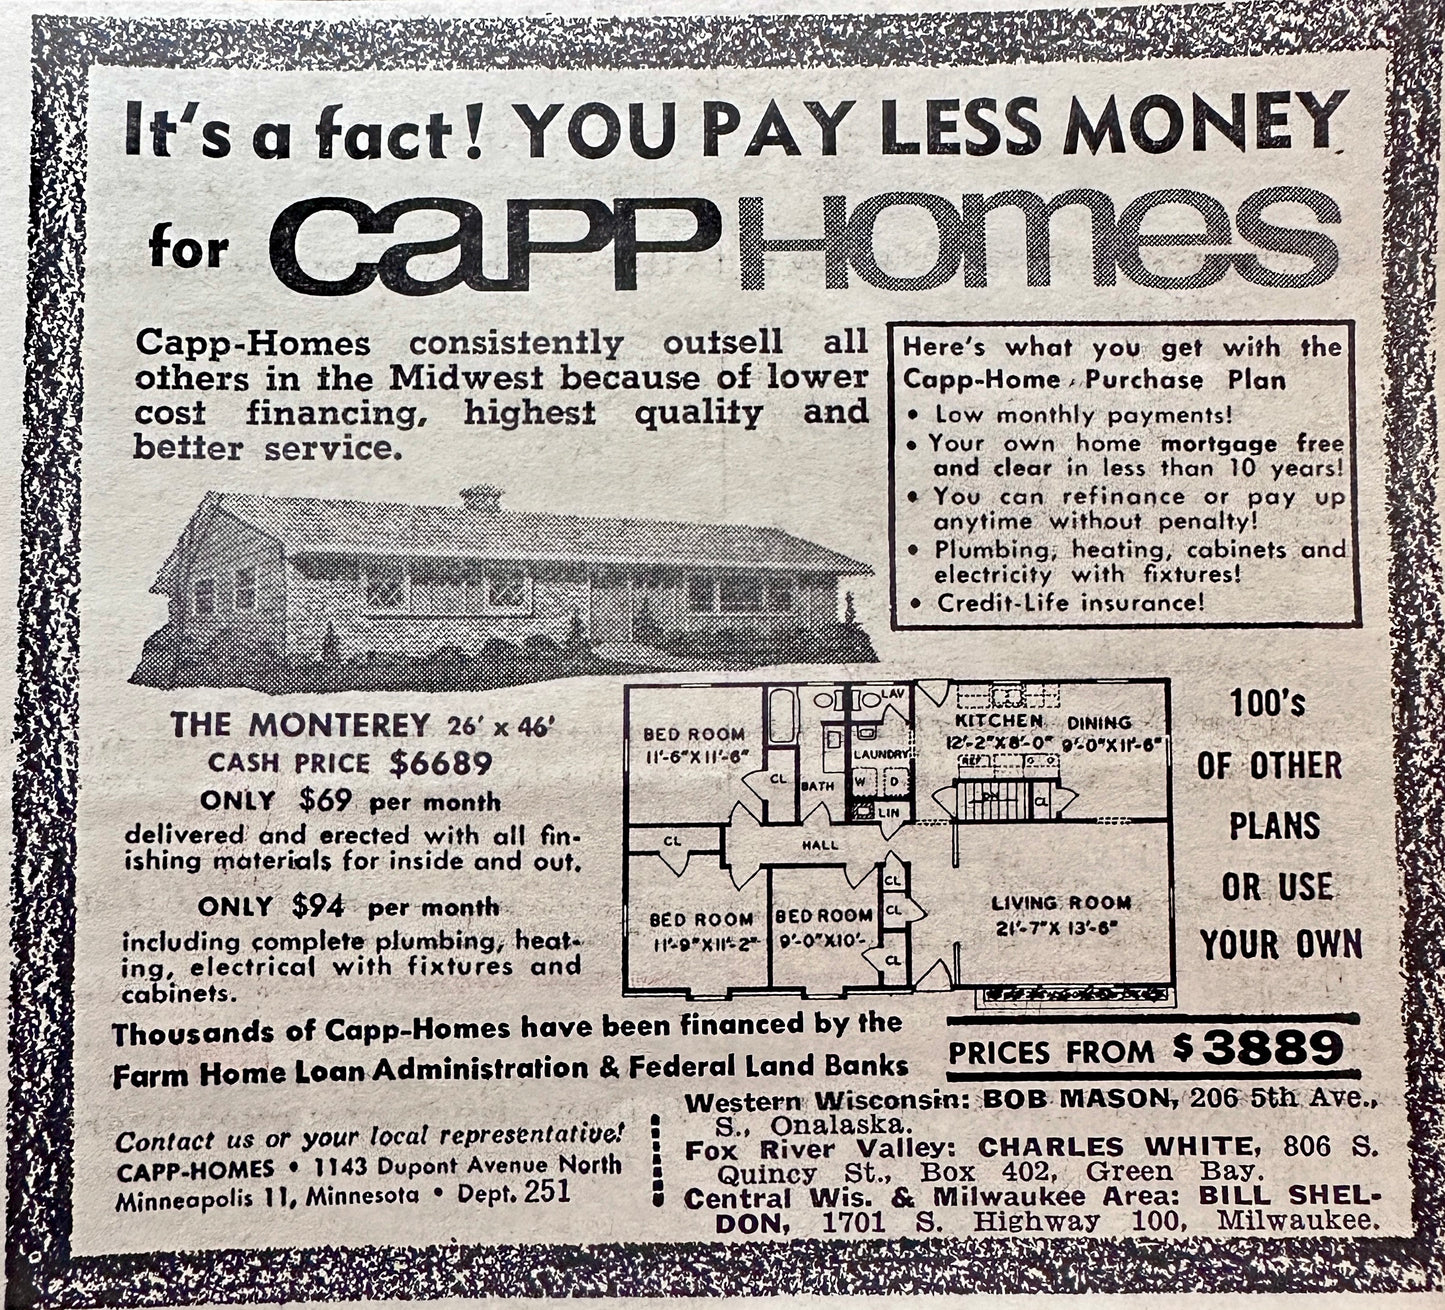 It's a fact! YOU PAY LESS MONEY
for CAPP HOMES
Capp-Homes consistently outsell all
others in the Midwest because of lower
cost financing, highest quality and
better service.
Here's what you get with the
Capp-Home Purchase Plan
• Low monthly payments!
• Your own home mortgage free
and clear in less than 10 years!
• You can refinance or pay up
anytime without penalty!
• Plumbing, heating, cabinets and
electricity with fixtures!
• Credit-Life insurance!
THE MONTEREY 26' x 46'
CASH PRICE $6689
ONLY $69 per month
delivered and erected with all fin-
ishing materials for inside and out.
ONLY $94 per month
including complete plumbing, heat-
ing, electrical with fixtures and
cabinets.
BED ROOM
11'-6"X11'-6"
CL
BATH
LAV
LAUNDRY
W D
LIN
KITCHEN
12'-2"X8'-0"
DINING
9'-0"X11'-6"
REF
DN
CL
CL
HALL
BED ROOM
11'-9"X11'-2"
BED ROOM
9'-0"X10'-
CL
CL
CL
LIVING ROOM
21'-7"X 13'-6"
100's
OF OTHER
PLANS
OR USE
YOUR OWN
Thousands of Capp-Homes have been financed by the
Farm Home Loan Administration & Federal Land Banks
PRICES FROM $3889
Contact us or your local representative!
CAPP-HOMES • 1143 Dupont Avenue North
Minneapolis 11, Minnesota • Dept. 251
Western Wisconsin: BOB MASON, 206 5th Ave.,
S., Onalaska.
Fox River Valley: CHARLES WHITE, 806 S.
Quincy St., Box 402, Green Bay.
Central Wis. & Milwaukee Area: BILL SHEL-
DON, 1701 S. Highway 100, Milwaukee.